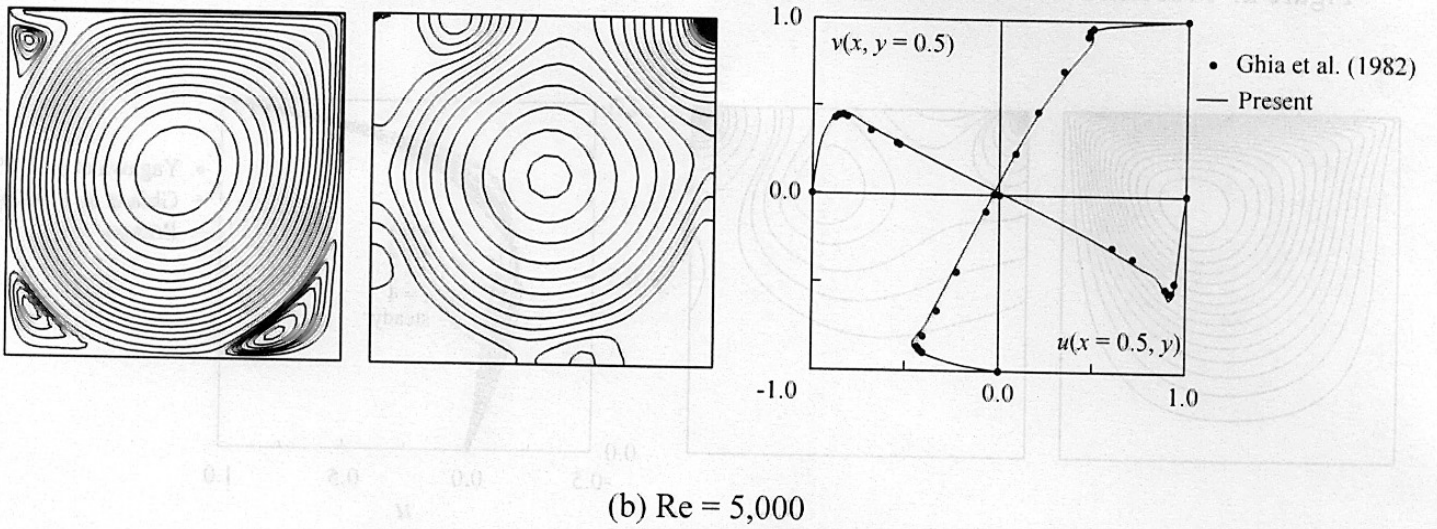 1.0
v(x, y = 0.5)
• Ghia et al. (1982)
— Present
0.0
u(x = 0.5, y)
-1.0
0.0
1.0
(b) Re = 5,000